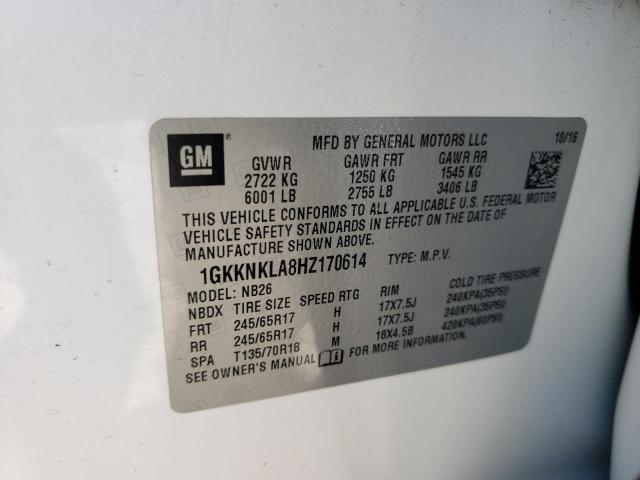 GM®
MFD BY GENERAL MOTORS LLC 10/16
GVWR GAWR FRT GAWR RR
2722 KG 1250 KG 1545 KG
6001 LB 2755 LB 3406 LB
THIS VEHICLE CONFORMS TO ALL APPLICABLE U.S. FEDERAL MOTOR
VEHICLE SAFETY STANDARDS IN EFFECT ON THE DATE OF
MANUFACTURE SHOWN ABOVE.
1GKKNKLA8HZ170614 TYPE: M.P.V.
MODEL: NB26
NBDX TIRE SIZE SPEED RTG RIM COLD TIRE PRESSURE
FRT 245/65R17 H 17X7.5J 240KPA(35PSI)
RR 245/65R17 H 17X7.5J 240KPA(35PSI)
SPA T135/70R18 M 18X4.5B 420KPA(60PSI)
SEE OWNER'S MANUAL FOR MORE INFORMATION.